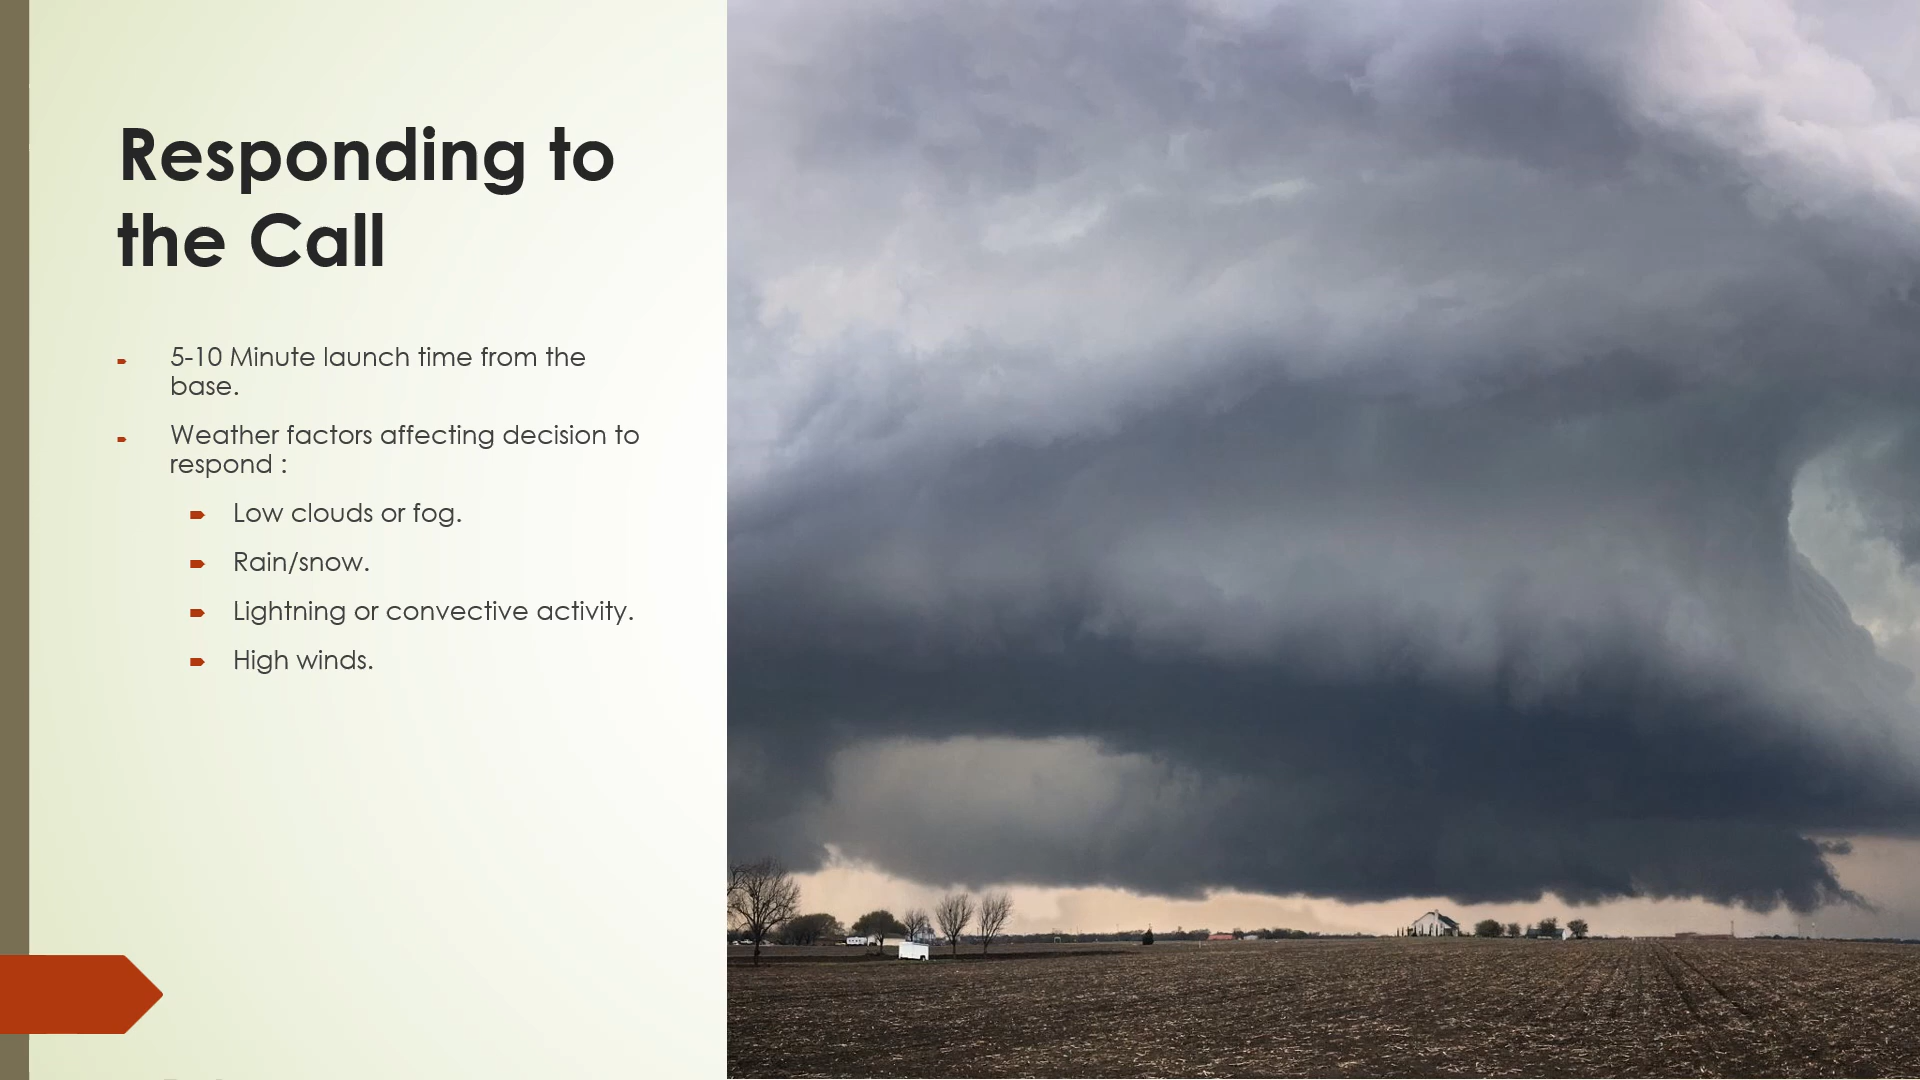 Responding to
the Call
5-10 Minute launch time from the
base.
Weather factors affecting decision to
respond :
Low clouds or fog.
Rain/snow.
Lightning or convective activity.
High winds.